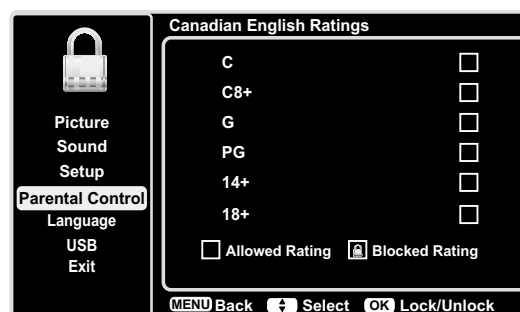 Canadian English Ratings
C
C8+
G
PG
14+
18+
Allowed Rating Blocked Rating
Picture
Sound
Setup
Parental Control
Language
USB
Exit
MENU Back Select OK Lock/Unlock